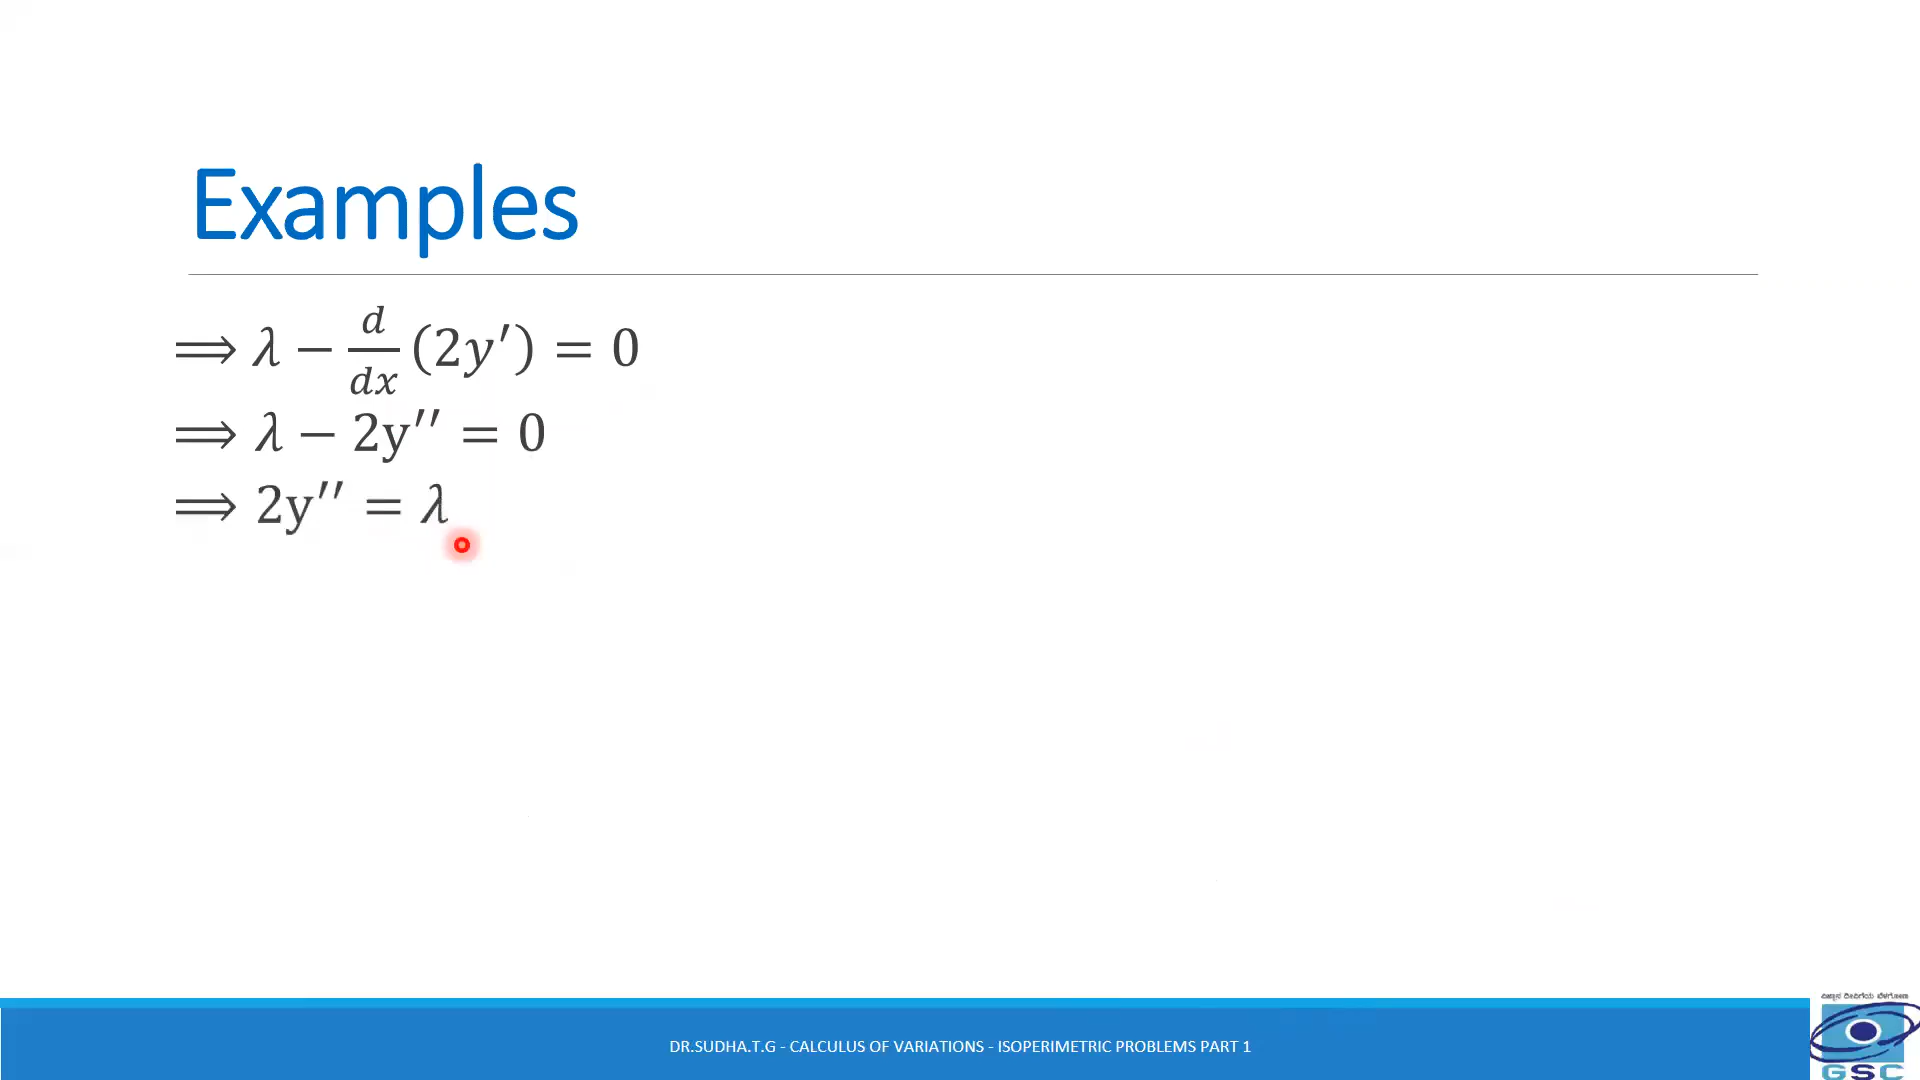 Examples
⟹ λ − d/dx (2y′) = 0
⟹ λ − 2y′′ = 0
⟹ 2y′′ = λ
DR.SUDHA.T.G - CALCULUS OF VARIATIONS - ISOPERIMETRIC PROBLEMS PART 1
GSC